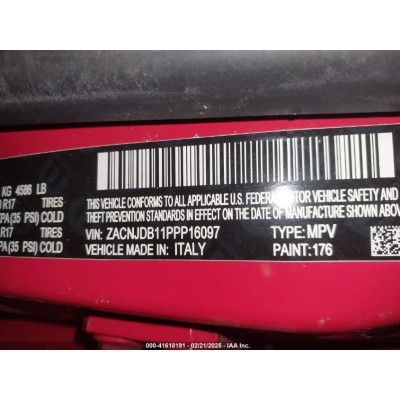 KG 4586 LB
R17 TIRES
PA(35 PSI) COLD
R17 TIRES
PA(35 PSI) COLD
THIS VEHICLE CONFORMS TO ALL APPLICABLE U.S. FEDERAL MOTOR VEHICLE SAFETY AND
THEFT PREVENTION STANDARDS IN EFFECT ON THE DATE OF MANUFACTURE SHOWN ABOVE
VIN: ZACNJDB11PPP16097 TYPE: MPV
VEHICLE MADE IN: ITALY PAINT: 176
000-41618191 - 02/21/2025 - IAA Inc.